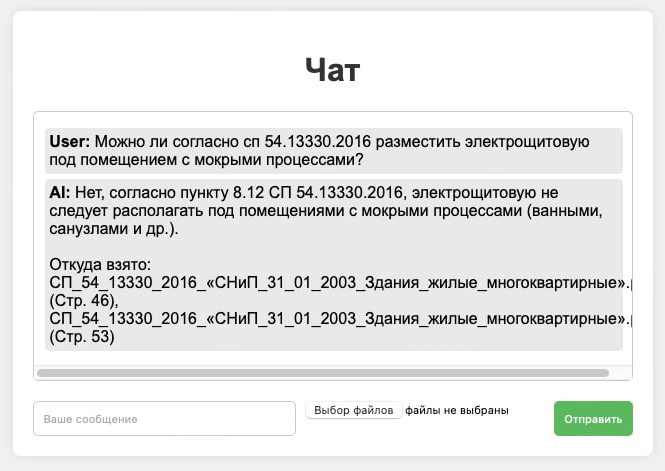 Чат
User: Можно ли согласно сп 54.13330.2016 разместить электрощитовую
под помещением с мокрыми процессами?
AI: Нет, согласно пункту 8.12 СП 54.13330.2016, электрощитовую не
следует располагать под помещениями с мокрыми процессами (ванными,
санузлами и др.).
Откуда взято:
СП_54_13330_2016_«СНиП_31_01_2003_Здания_жилые_многоквартирные».
(Стр. 46),
СП_54_13330_2016_«СНиП_31_01_2003_Здания_жилые_многоквартирные».
(Стр. 53)
Ваше сообщение
Выбор файлов файлы не выбраны
Отправить